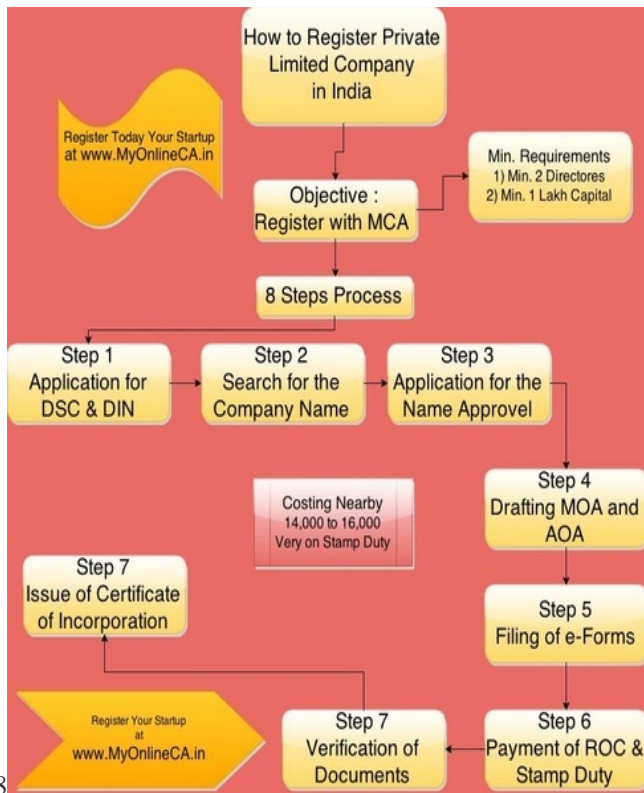 How to Register Private
Limited Company
in India
Register Today Your Startup
at www.MyOnlineCA.in
Objective :
Register with MCA
Min. Requirements
1) Min. 2 Directores
2) Min. 1 Lakh Capital
8 Steps Process
Step 1
Application for
DSC & DIN
Step 2
Search for the
Company Name
Step 3
Application for the
Name Approvel
Step 4
Drafting MOA and
AOA
Costing Nearby
14,000 to 16,000
Very on Stamp Duty
Step 5
Filing of e-Forms
Step 6
Payment of ROC &
Stamp Duty
Step 7
Verification of
Documents
Step 7
Issue of Certificate
of Incorporation
Register Your Startup
at
www.MyOnlineCA.in
8